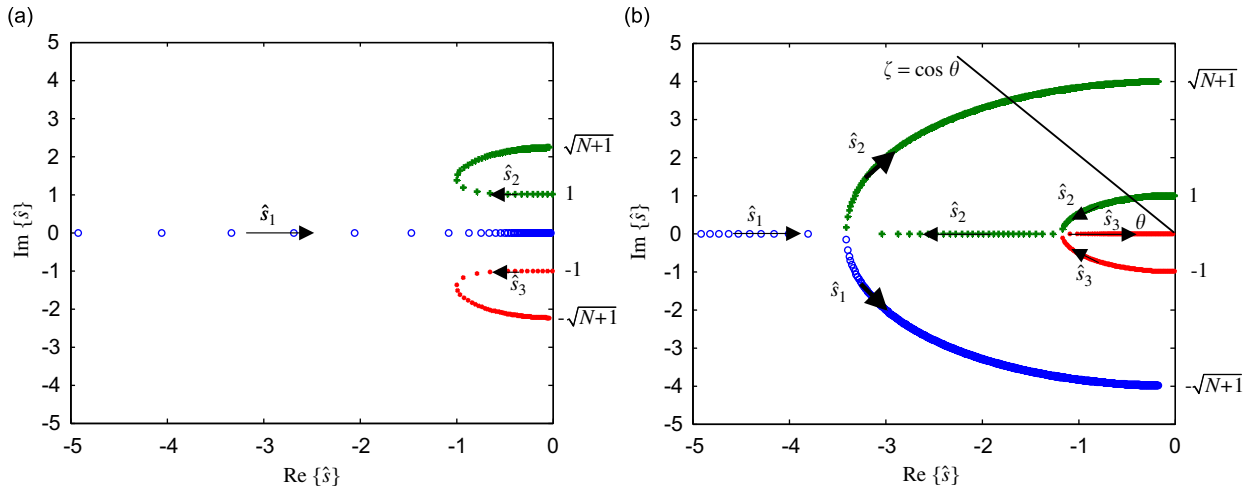 (a)
5
4
3
2
1
0
-1
-2
-3
-4
-5
-5
-4
-3
-2
-1
0
Im {ŝ}
Re {ŝ}
ŝ₁
ŝ₂
ŝ₃
√N+1
1
-1
-√N+1
(b)
5
4
3
2
1
0
-1
-2
-3
-4
-5
-5
-4
-3
-2
-1
0
Im {ŝ}
Re {ŝ}
ζ = cos θ
ŝ₂
ŝ₁
ŝ₂
ŝ₂
ŝ₃
θ
ŝ₃
ŝ₁
√N+1
1
-1
-√N+1